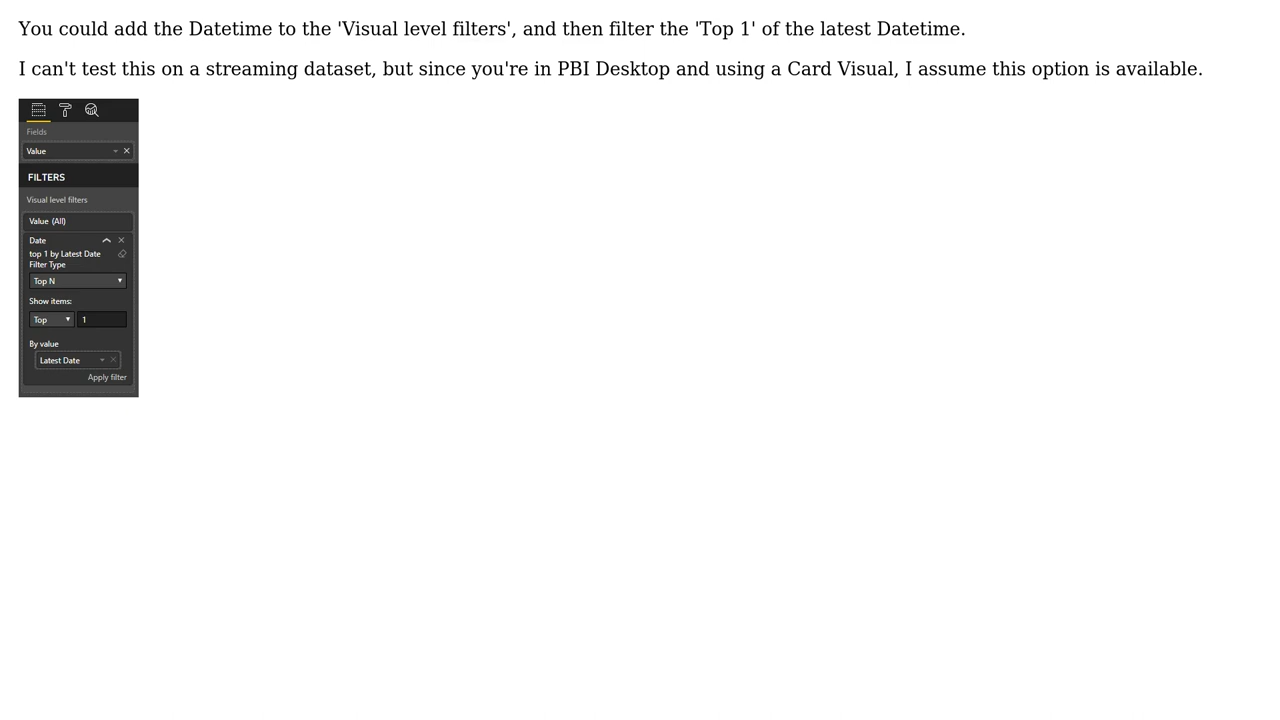 You could add the Datetime to the 'Visual level filters', and then filter the 'Top 1' of the latest Datetime.
I can't test this on a streaming dataset, but since you're in PBI Desktop and using a Card Visual, I assume this option is available.
Fields
Value
FILTERS
Visual level filters
Value (All)
Date
top 1 by Latest Date
Filter Type
Top N
Show items:
Top 1
By value
Latest Date
Apply filter